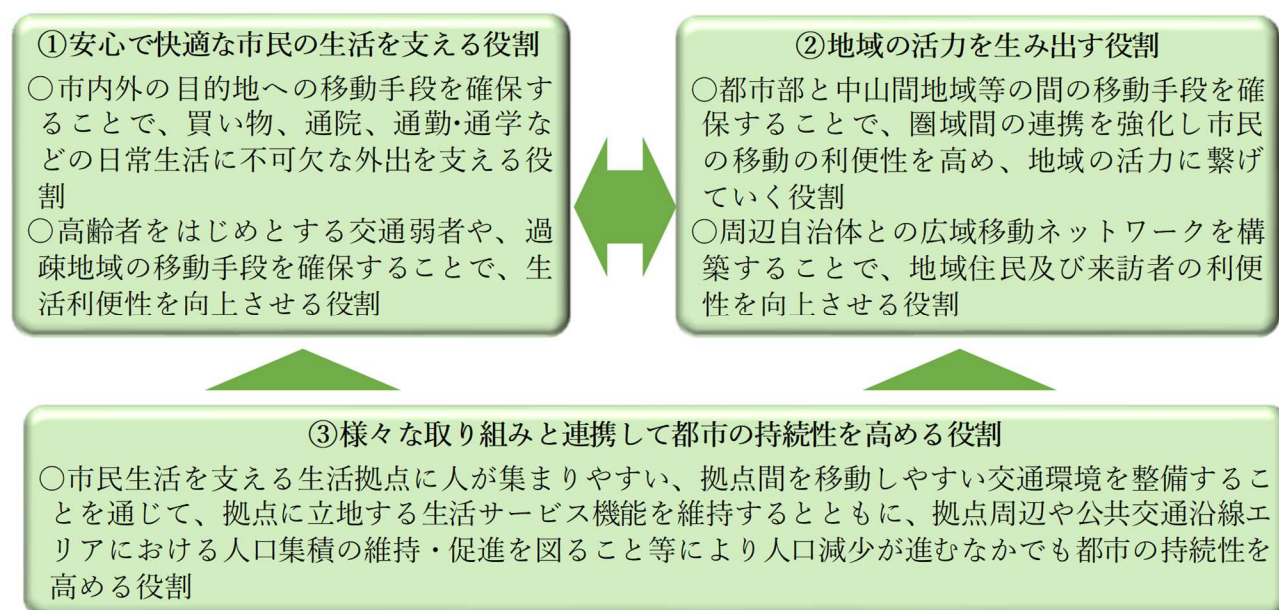 ①安心で快適な市民の生活を支える役割
○市内外の目的地への移動手段を確保す
ることで、買い物、通院、通勤・通学な
どの日常生活に不可欠な外出を支える役
割
○高齢者をはじめとする交通弱者や、過
疎地域の移動手段を確保することで、生
活利便性を向上させる役割
②地域の活力を生み出す役割
○都市部と中山間地域等の間の移動手段を確
保することで、圏域間の連携を強化し市民
の移動の利便性を高め、地域の活力に繋げ
ていく役割
○周辺自治体との広域移動ネットワークを構
築することで、地域住民及び来訪者の利便
性を向上させる役割
③様々な取り組みと連携して都市の持続性を高める役割
○市民生活を支える生活拠点に人が集まりやすい、拠点間を移動しやすい交通環境を整備するこ
とを通じて、拠点に立地する生活サービス機能を維持するとともに、拠点周辺や公共交通沿線エ
リアにおける人口集積の維持・促進を図ること等により人口減少が進むなかでも都市の持続性を
高める役割